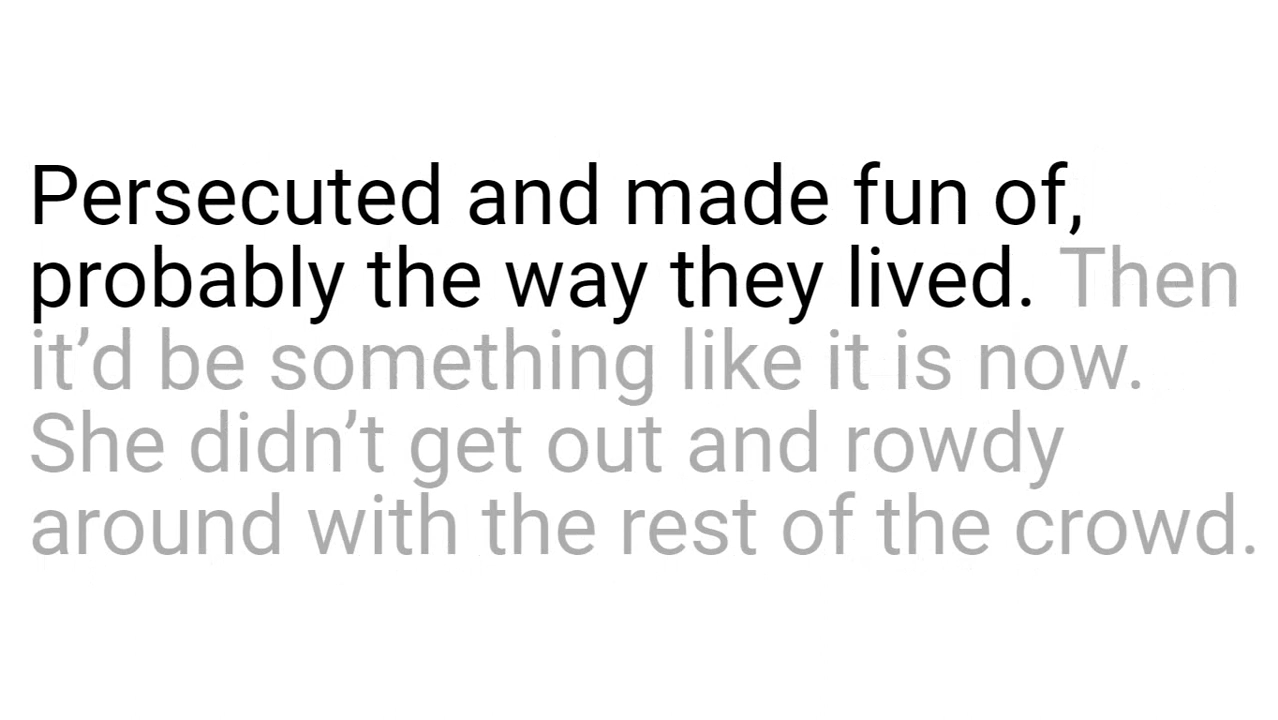 Persecuted and made fun of,
probably the way they lived. Then
it’d be something like it is now.
She didn’t get out and rowdy
around with the rest of the crowd.